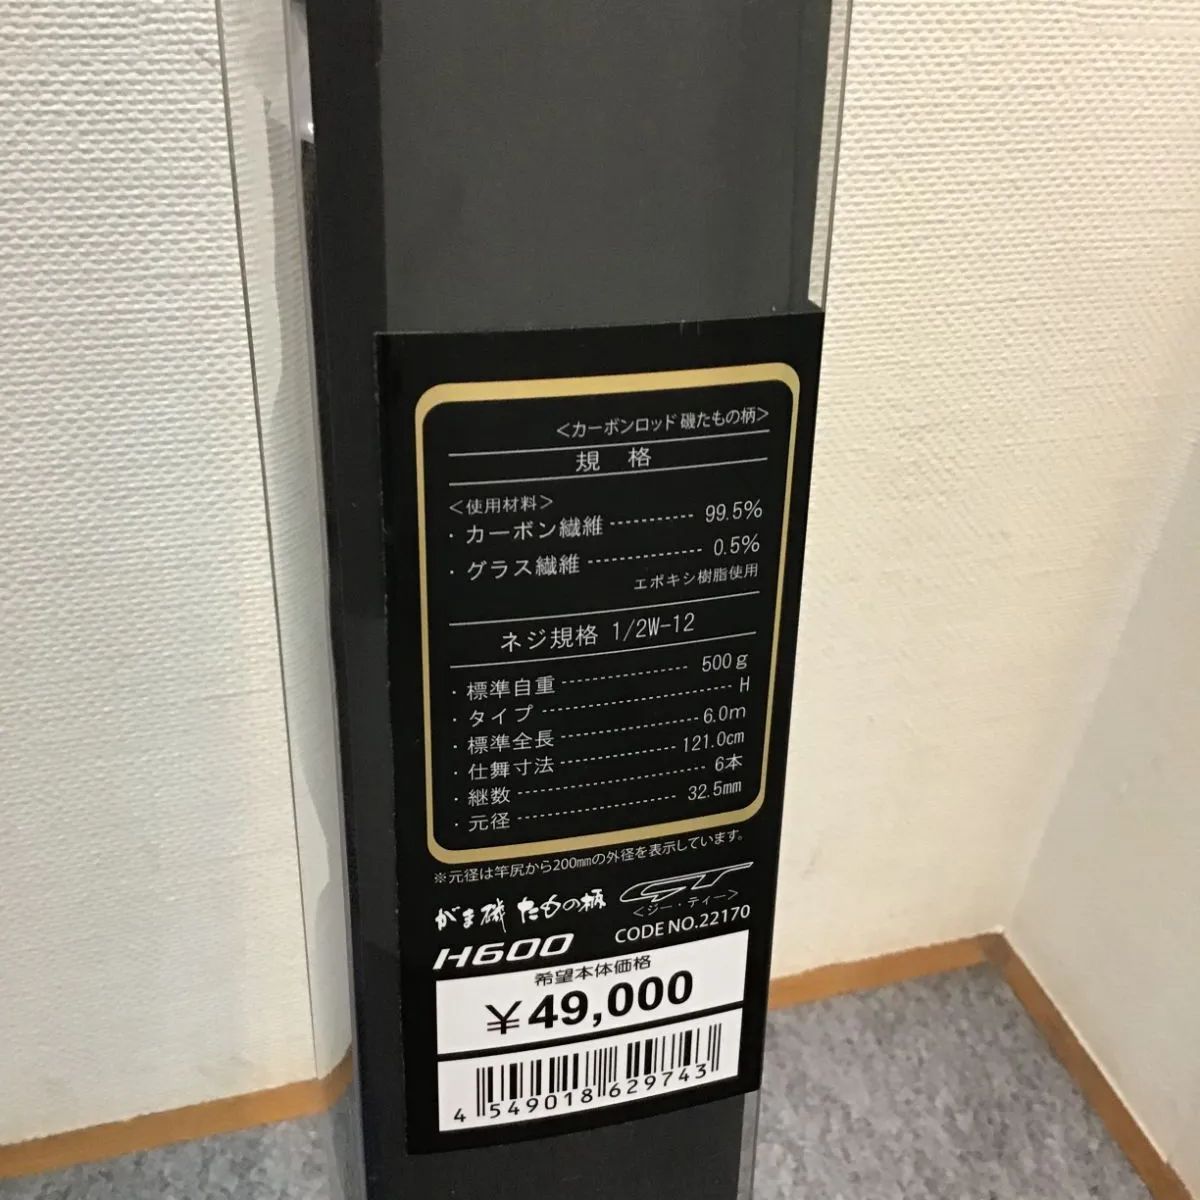 <カーボンロッド 磯たもの柄>
規 格
<使用材料>
・カーボン繊維 ----------- 99.5%
・グラス繊維 -------------- 0.5%
エポキシ樹脂使用
ネジ規格 1/2W-12
・標準自重 --------------- 500g
・タイプ ----------------------- H
・標準全長 --------------- 6.0m
・仕舞寸法 ------------- 121.0cm
・継数 ----------------------- 6本
・元径 ------------------- 32.5mm
※元径は竿尻から200mmの外径を表示しています。
がま磯 たもの柄 GT
<ジー・ティー>
H600 CODE NO.22170
希望本体価格
¥49,000
4 549018 629743